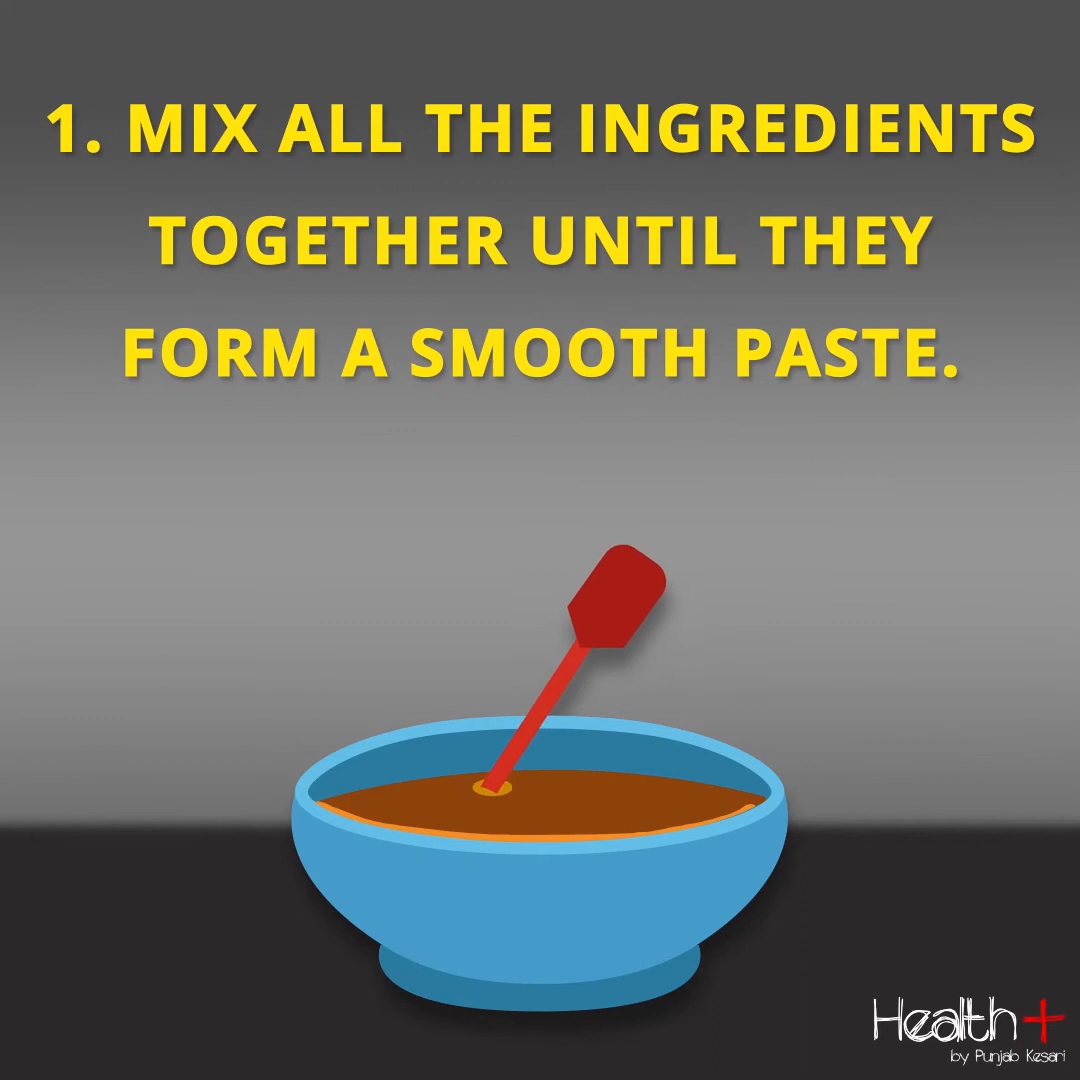 1. MIX ALL THE INGREDIENTS
TOGETHER UNTIL THEY
FORM A SMOOTH PASTE.
Health+
by Punjab Kesari